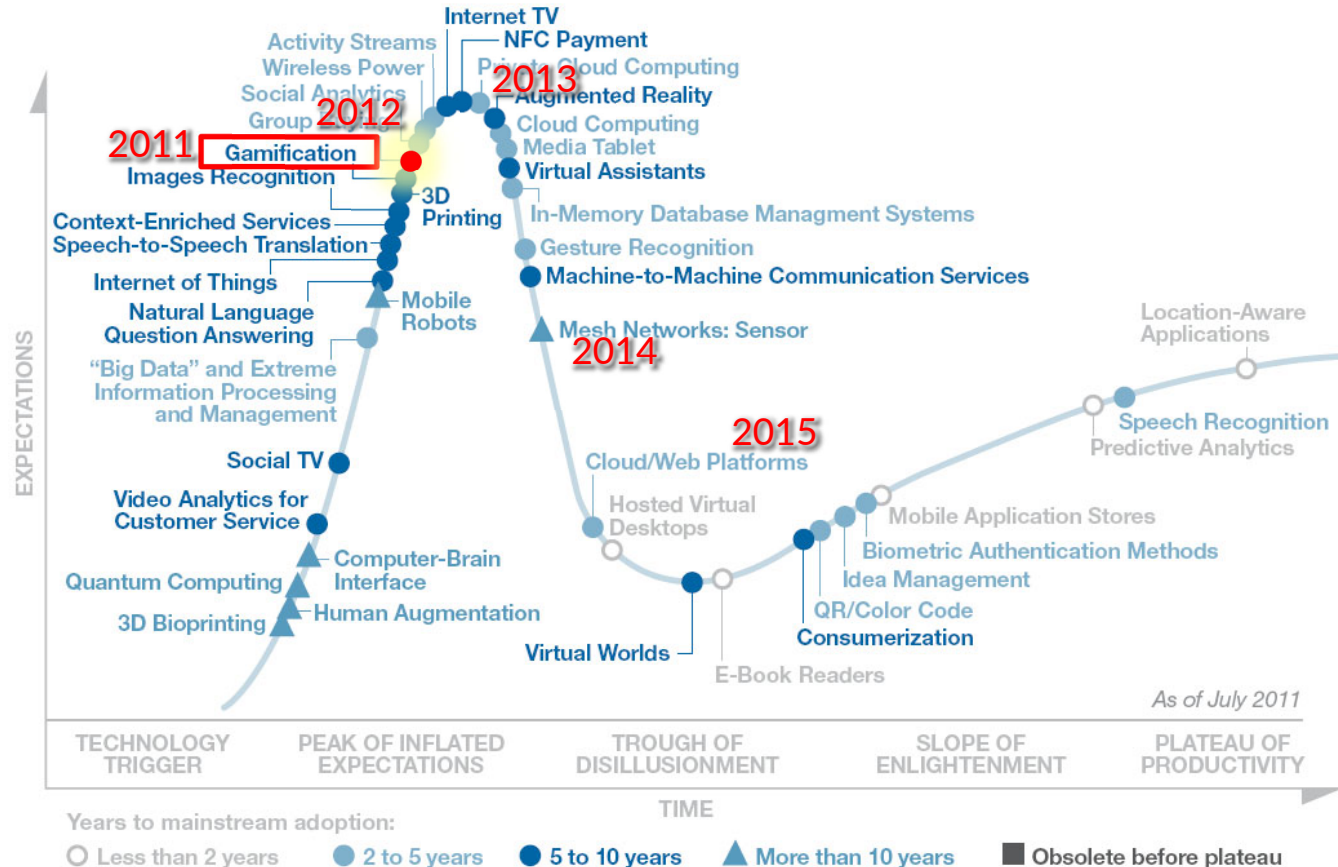 Internet TV
NFC Payment
Activity Streams
Wireless Power
Private Cloud Computing
Social Analytics
2012
2013
Augmented Reality
Group Buying
Cloud Computing
2011
Gamification
Media Tablet
Images Recognition
Virtual Assistants
3D
Printing
Context-Enriched Services
In-Memory Database Managment Systems
Speech-to-Speech Translation
Gesture Recognition
Internet of Things
Machine-to-Machine Communication Services
Natural Language
Question Answering
Mobile
Robots
Mesh Networks: Sensor
2014
Location-Aware
Applications
"Big Data" and Extreme
Information Processing
and Management
EXPECTATIONS
Speech Recognition
Predictive Analytics
2015
Social TV
Cloud/Web Platforms
Video Analytics for
Customer Service
Hosted Virtual
Desktops
Mobile Application Stores
Computer-Brain
Interface
Biometric Authentication Methods
Quantum Computing
Idea Management
Human Augmentation
QR/Color Code
3D Bioprinting
Consumerization
Virtual Worlds
E-Book Readers
As of July 2011
TECHNOLOGY
TRIGGER
PEAK OF INFLATED
EXPECTATIONS
TROUGH OF
DISILLUSIONMENT
SLOPE OF
ENLIGHTENMENT
PLATEAU OF
PRODUCTIVITY
TIME
Years to mainstream adoption:
Less than 2 years
2 to 5 years
5 to 10 years
More than 10 years
Obsolete before plateau